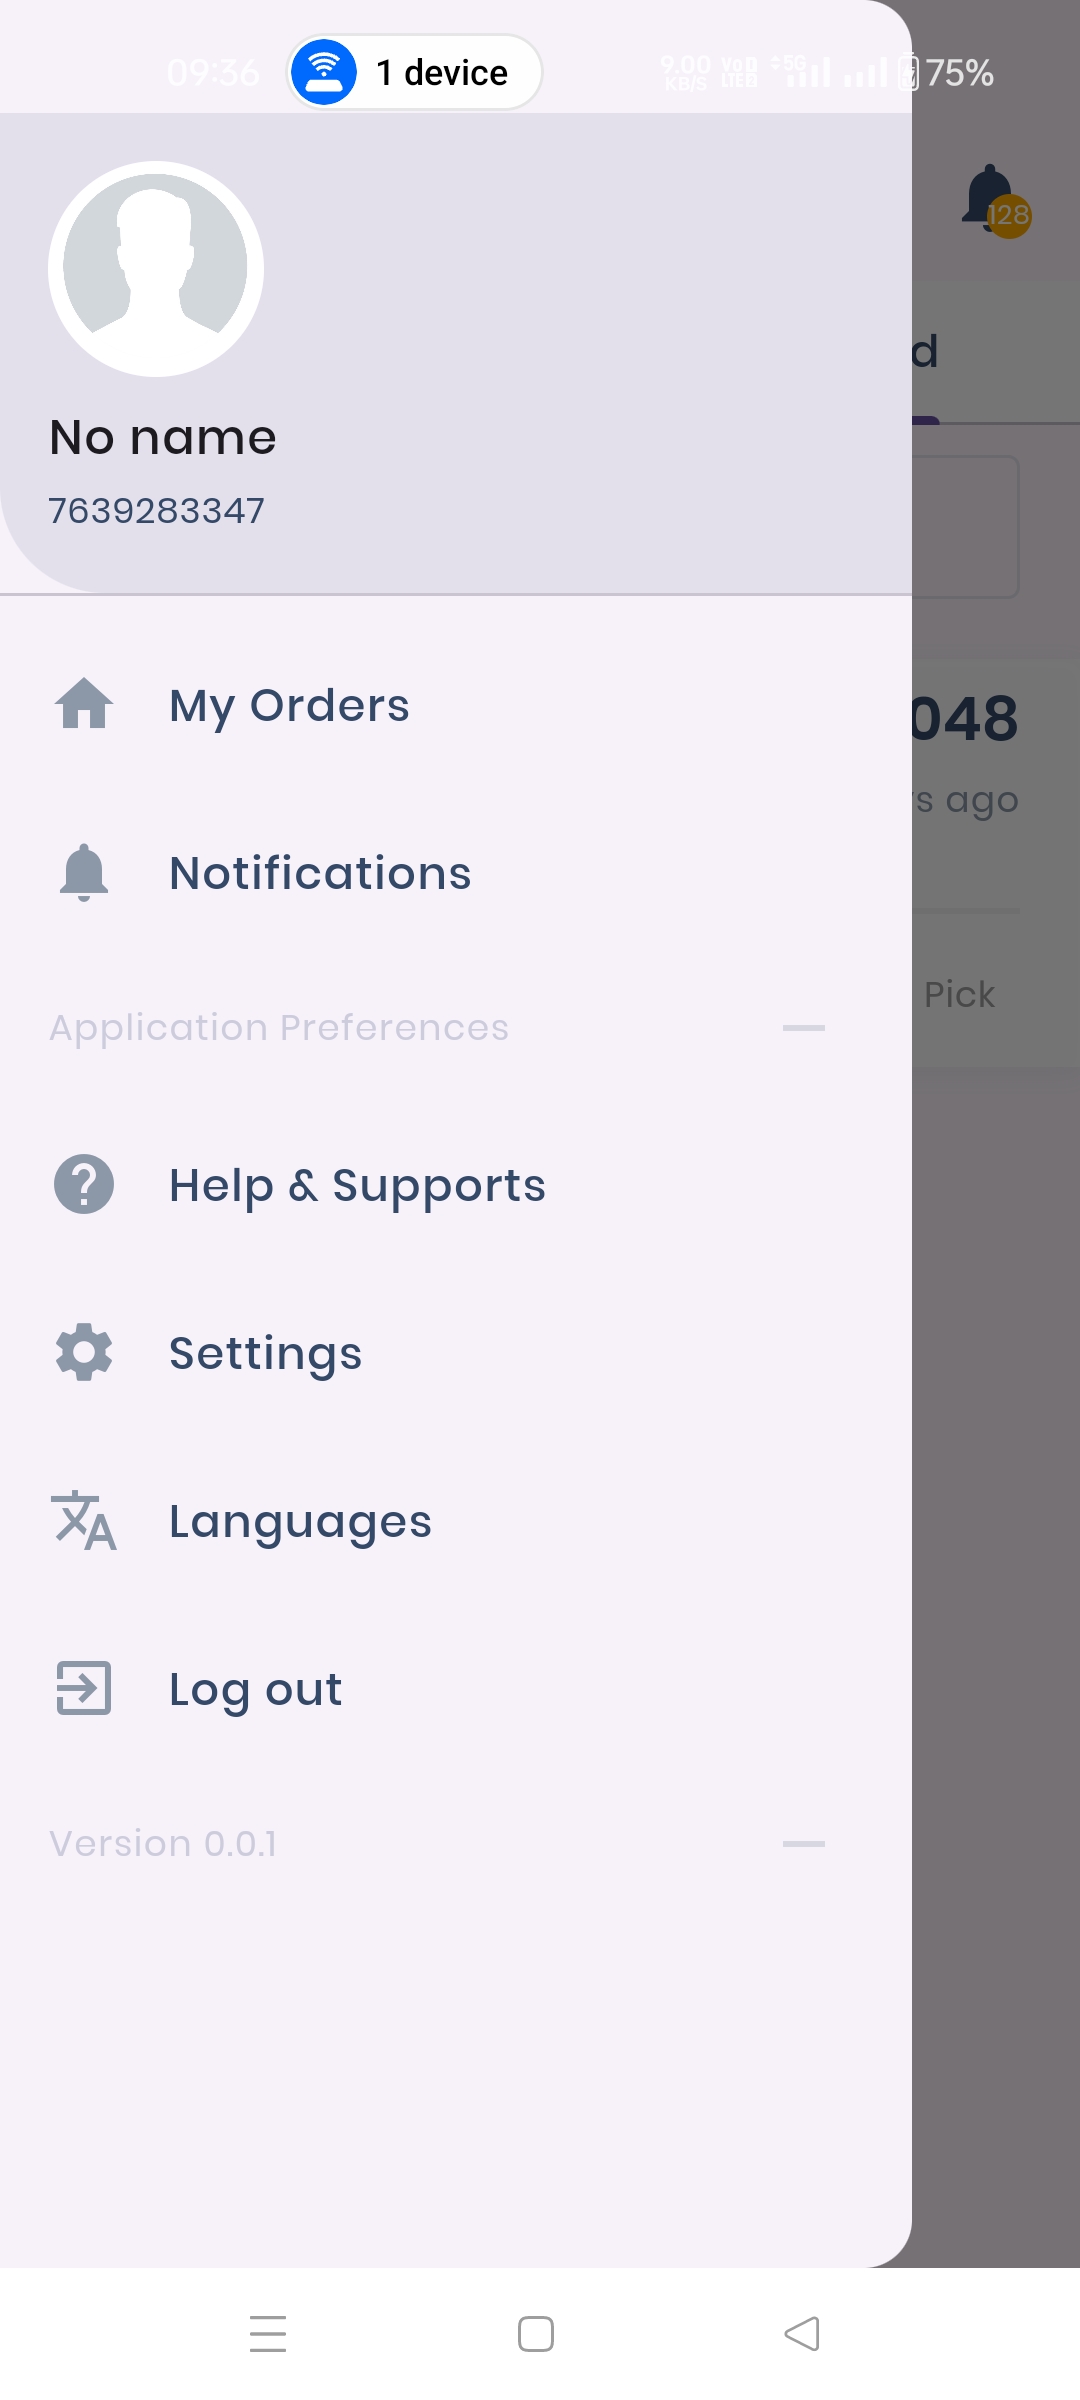 09:36
1 device
9.00
KB/S
Vo
LTE
5G
75%
128
No name
7639283347
d
My Orders
048
s ago
Notifications
Pick
Application Preferences
Help & Supports
Settings
Languages
Log out
Version 0.0.1